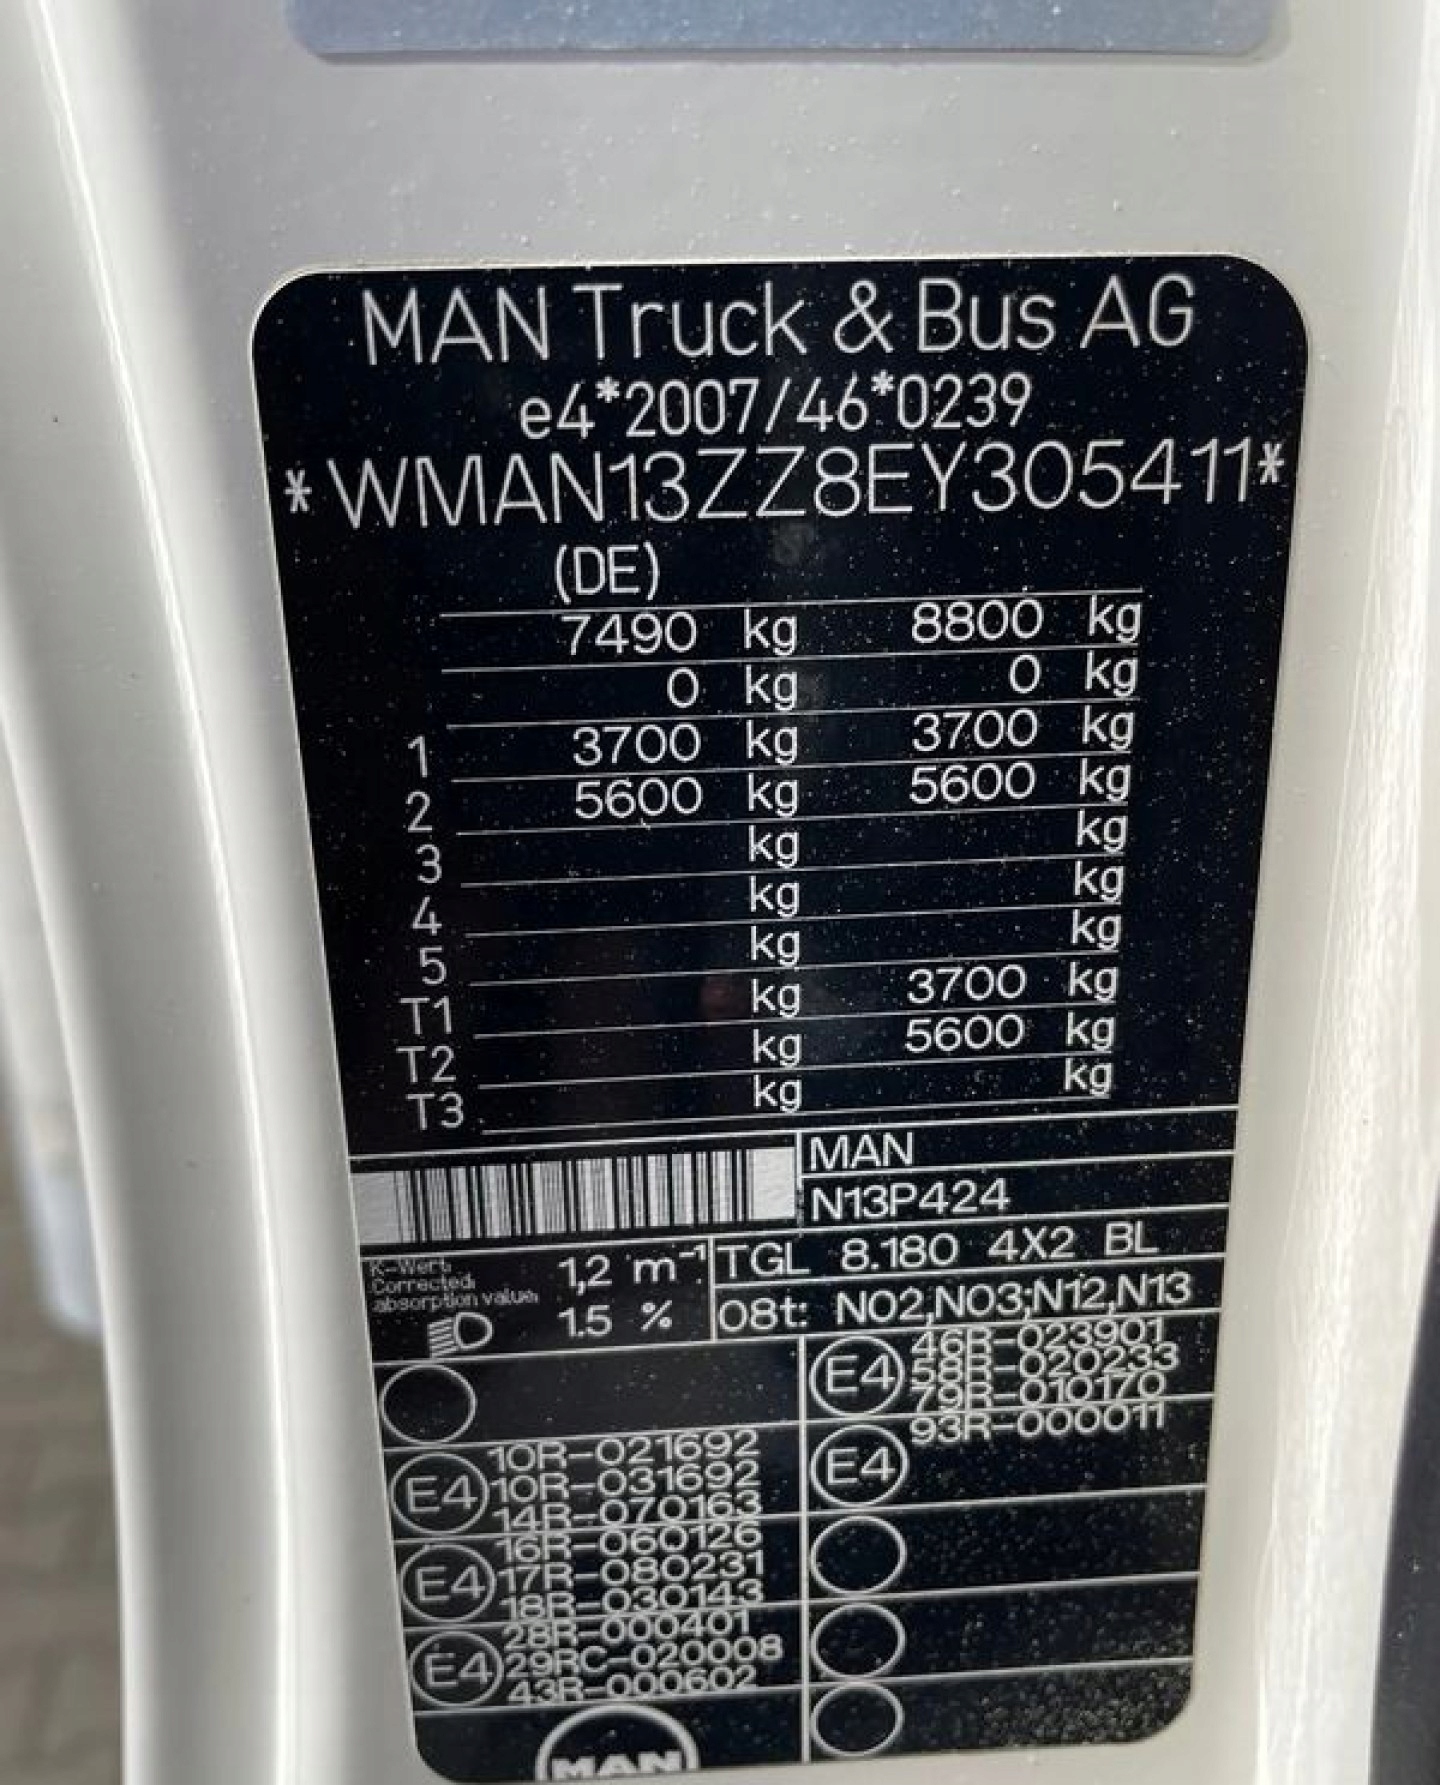 MAN Truck & Bus AG
e4*2007/46*0239
*WMAN13ZZ8EY305411*
(DE)
7490 kg 8800 kg
0 kg 0 kg
1 3700 kg 3700 kg
2 5600 kg 5600 kg
3 kg kg
4 kg kg
5 kg kg
T1 kg 3700 kg
T2 kg 5600 kg
T3 kg kg
MAN
N13P424
K-Wert:
Corrected
absorption value:
1,2 m⁻¹
1.5 %
TGL 8.180 4X2 BL
08t: N02,N03;N12,N13
E4
46R-023901
58R-020233
79R-010170
E4
93R-000011
E4
10R-021692
10R-031692
14R-070163
E4
16R-060126
17R-080231
18R-030143
E4
28R-000401
29RC-020008
43R-000602
MAN